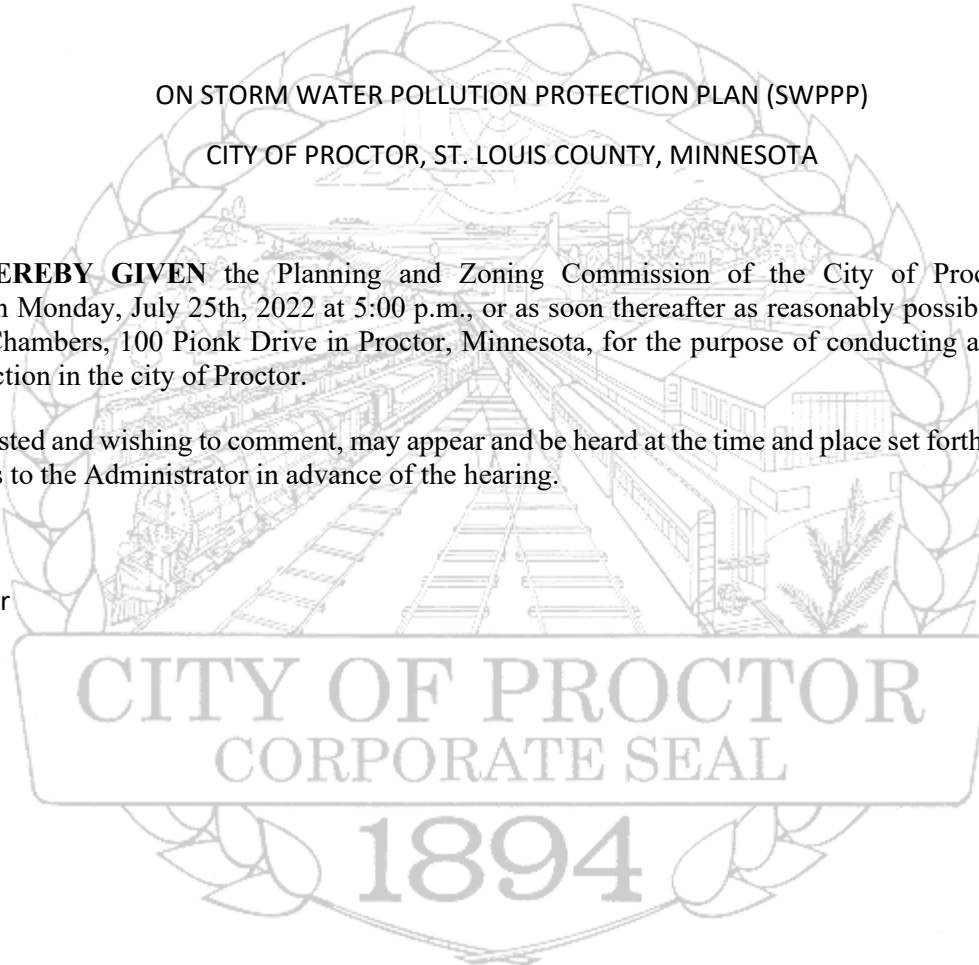 ON STORM WATER POLLUTION PROTECTION PLAN (SWPPP)
CITY OF PROCTOR, ST. LOUIS COUNTY, MINNESOTA
EREBY GIVEN the Planning and Zoning Commission of the City of Proc
n Monday, July 25th, 2022 at 5:00 p.m., or as soon thereafter as reasonably possib
Chambers, 100 Pionk Drive in Proctor, Minnesota, for the purpose of conducting a
ction in the city of Proctor.
sted and wishing to comment, may appear and be heard at the time and place set forth
s to the Administrator in advance of the hearing.
r
CITY OF PROCTOR
CORPORATE SEAL
1894